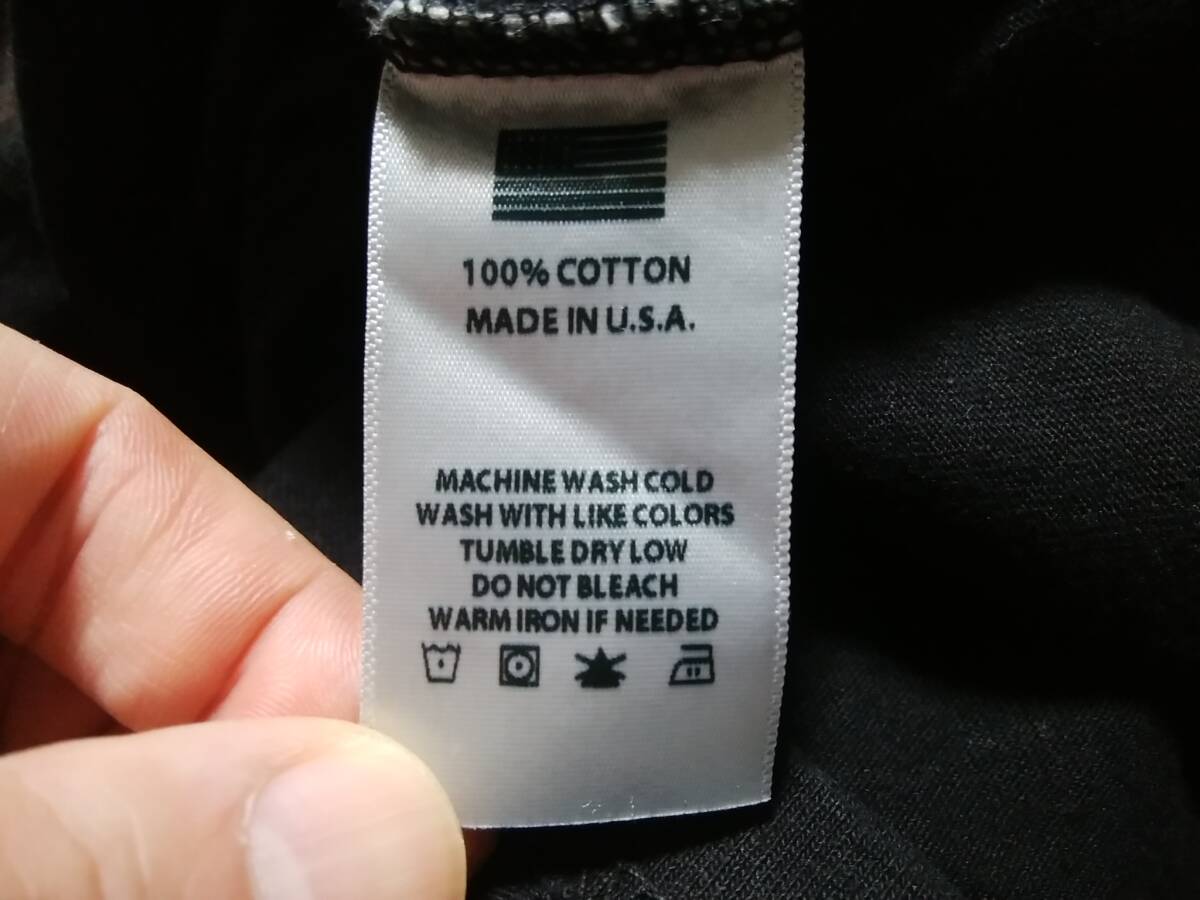 100% COTTON
MADE IN U.S.A.
MACHINE WASH COLD
WASH WITH LIKE COLORS
TUMBLE DRY LOW
DO NOT BLEACH
WARM IRON IF NEEDED